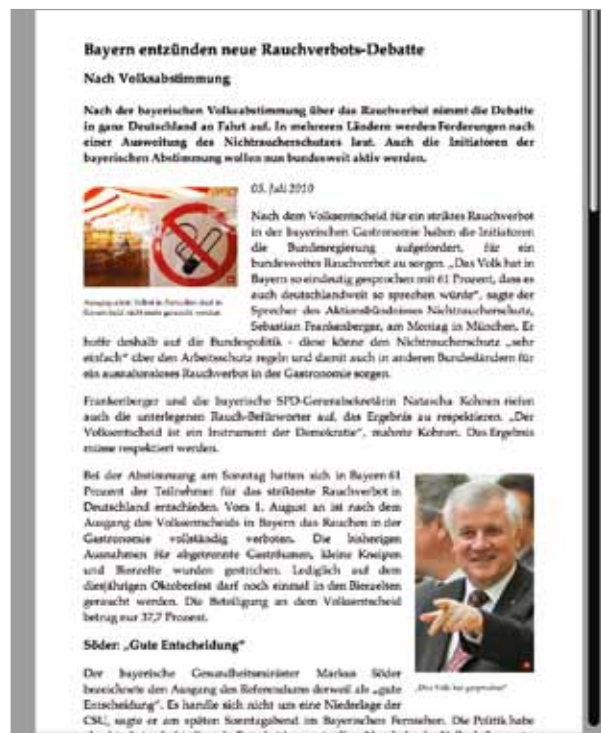 Bayern entzünden neue Rauchverbots-Debatte
Nach Volksabstimmung
Nach der bayerischen Volksabstimmung über das Rauchverbot nimmt die Debatte
in ganz Deutschland an Fahrt auf. In mehreren Ländern werden Forderungen nach
einer Ausweitung des Nichtraucherschutzes laut. Auch die Initiatoren der
bayerischen Abstimmung wollen nun bundesweit aktiv werden.
05. Juli 2010
Nach dem Volksentscheid für ein striktes Rauchverbot
in der bayerischen Gastronomie haben die Initiatoren
die Bundesregierung aufgefordert, für ein
bundesweites Rauchverbot zu sorgen. „Das Volk hat in
Bayern so eindeutig gesprochen mit 61 Prozent, dass es
auch deutschlandweit so sprechen würde“, sagte der
Sprecher des Aktionsbündnisses Nichtraucherschutz,
Sebastian Frankenberger, am Montag in München. Er
hoffe deshalb auf die Bundespolitik - diese könne den Nichtraucherschutz „sehr
einfach“ über den Arbeitsschutz regeln und damit auch in anderen Bundesländern für
ein ausnahmsloses Rauchverbot in der Gastronomie sorgen.
Frankenberger und die bayerische SPD-Generalsekretärin Natascha Kohnen riefen
auch die unterlegenen Rauch-Befürworter auf, das Ergebnis zu respektieren. „Der
Volksentscheid ist ein Instrument der Demokratie“, mahnte Kohnen. Das Ergebnis
müsse respektiert werden.
Bei der Abstimmung am Sonntag hatten sich in Bayern 61
Prozent der Teilnehmer für das strikteste Rauchverbot in
Deutschland entschieden. Vom 1. August an ist nach dem
Ausgang des Volksentscheids in Bayern das Rauchen in der
Gastronomie vollständig verboten. Die bisherigen
Ausnahmen für abgetrennte Gasträumen, kleine Kneipen
und Bierzelte wurden gestrichen. Lediglich auf dem
diesjährigen Oktoberfest darf noch einmal in den Bierzelten
geraucht werden. Die Beteiligung an dem Volksentscheid
betrug nur 37,7 Prozent.
„Das Volk hat gesprochen“
Söder: „Gute Entscheidung“
Der bayerische Gesundheitsminister Markus Söder
bezeichnete den Ausgang des Referendums derweil als „gute
Entscheidung“. Es handle sich nicht um eine Niederlage der
CSU, sagte er am späten Sonntagabend im Bayerischen Fernsehen. Die Politik habe